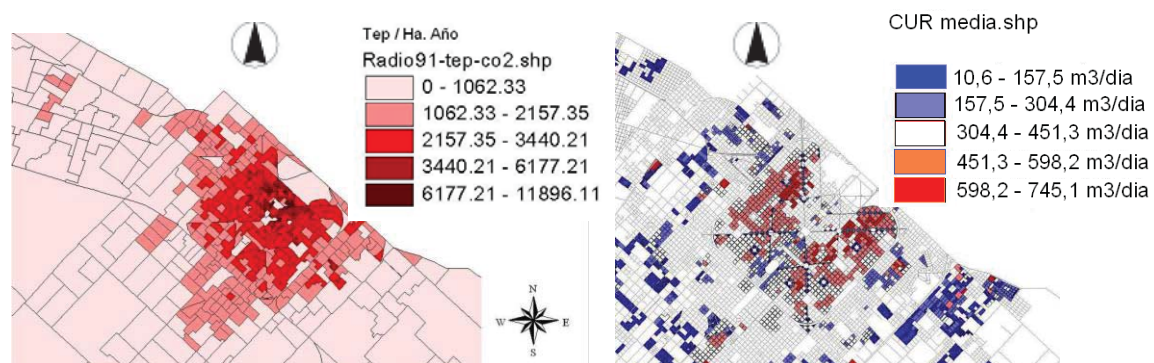 Tep / Ha. Año
Radio91-tep-co2.shp
0 - 1062.33
1062.33 - 2157.35
2157.35 - 3440.21
3440.21 - 6177.21
6177.21 - 11896.11
N
W E
S
CUR media.shp
10,6 - 157,5 m3/dia
157,5 - 304,4 m3/dia
304,4 - 451,3 m3/dia
451,3 - 598,2 m3/dia
598,2 - 745,1 m3/dia